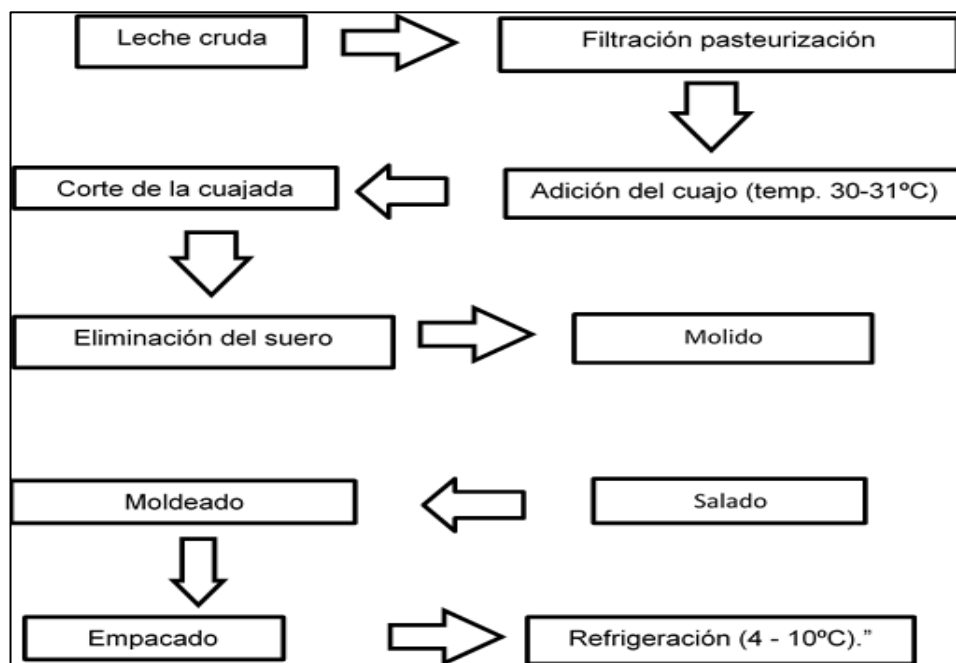 Leche cruda
Filtración pasteurización
Corte de la cuajada
Adición del cuajo (temp. 30-31ºC)
Eliminación del suero
Molido
Moldeado
Salado
Empacado
Refrigeración (4 - 10ºC).”